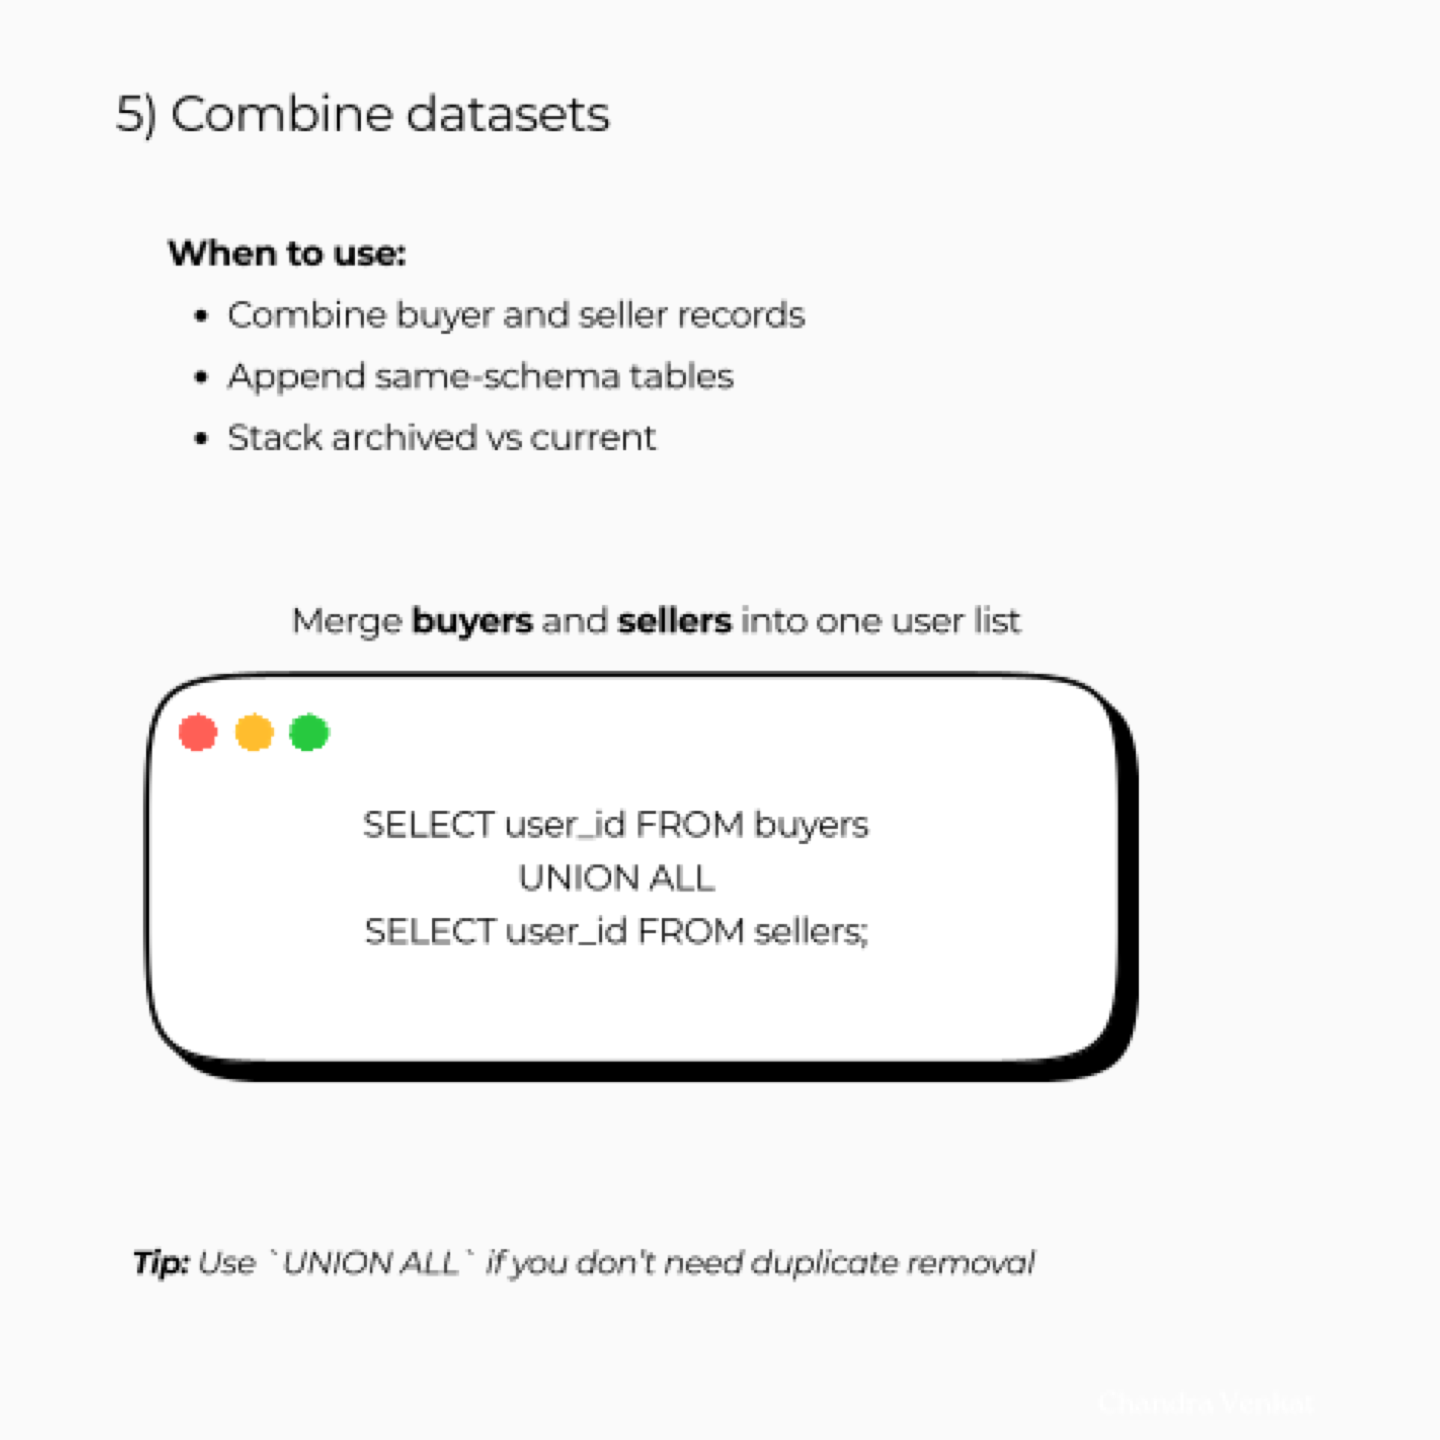 5) Combine datasets
When to use:
• Combine buyer and seller records
• Append same-schema tables
• Stack archived vs current
Merge buyers and sellers into one user list
SELECT user_id FROM buyers
UNION ALL
SELECT user_id FROM sellers;
Tip: Use `UNION ALL` if you don't need duplicate removal